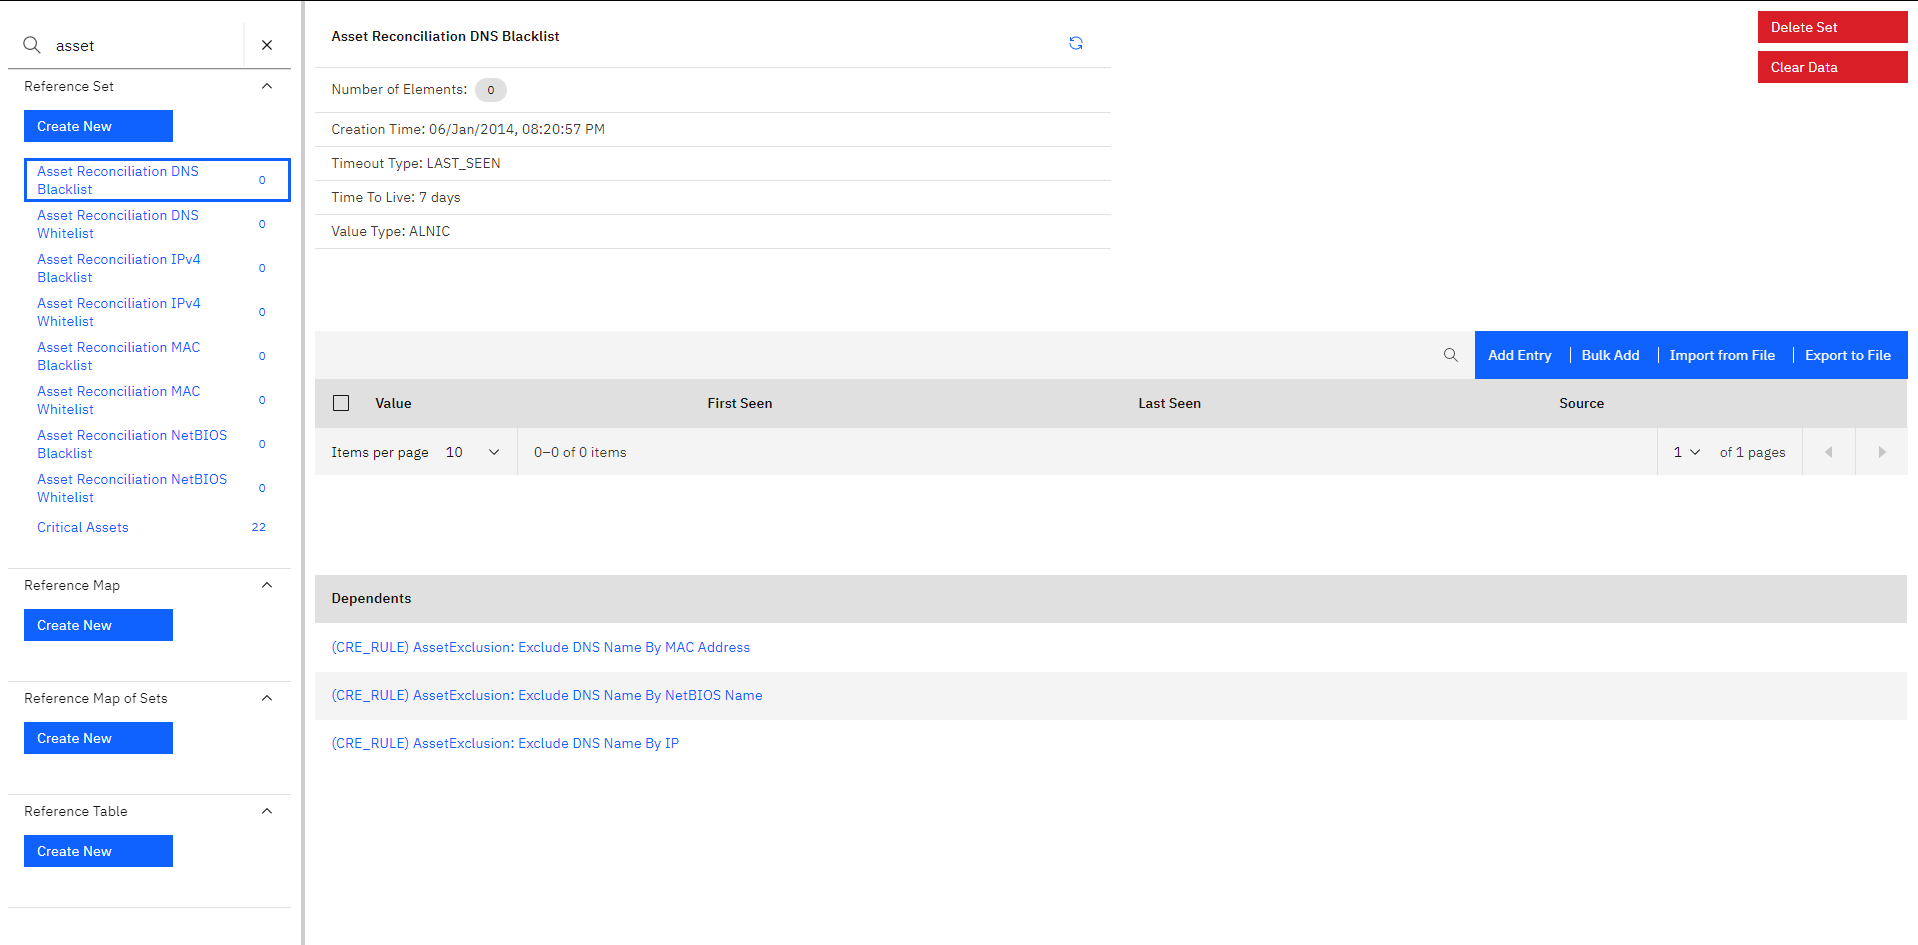 asset
Reference Set
Create New
Asset Reconciliation DNS
Blacklist
0
Asset Reconciliation DNS
Whitelist
0
Asset Reconciliation IPv4
Blacklist
0
Asset Reconciliation IPv4
Whitelist
0
Asset Reconciliation MAC
Blacklist
0
Asset Reconciliation MAC
Whitelist
0
Asset Reconciliation NetBIOS
Blacklist
0
Asset Reconciliation NetBIOS
Whitelist
0
Critical Assets 22
Reference Map
Create New
Reference Map of Sets
Create New
Reference Table
Create New
Asset Reconciliation DNS Blacklist
Number of Elements: 0
Creation Time: 06/Jan/2014, 08:20:57 PM
Timeout Type: LAST_SEEN
Time To Live: 7 days
Value Type: ALNIC
Delete Set
Clear Data
Add Entry | Bulk Add | Import from File | Export to File
Value First Seen Last Seen Source
Items per page 10 0–0 of 0 items 1 of 1 pages
Dependents
(CRE_RULE) AssetExclusion: Exclude DNS Name By MAC Address
(CRE_RULE) AssetExclusion: Exclude DNS Name By NetBIOS Name
(CRE_RULE) AssetExclusion: Exclude DNS Name By IP